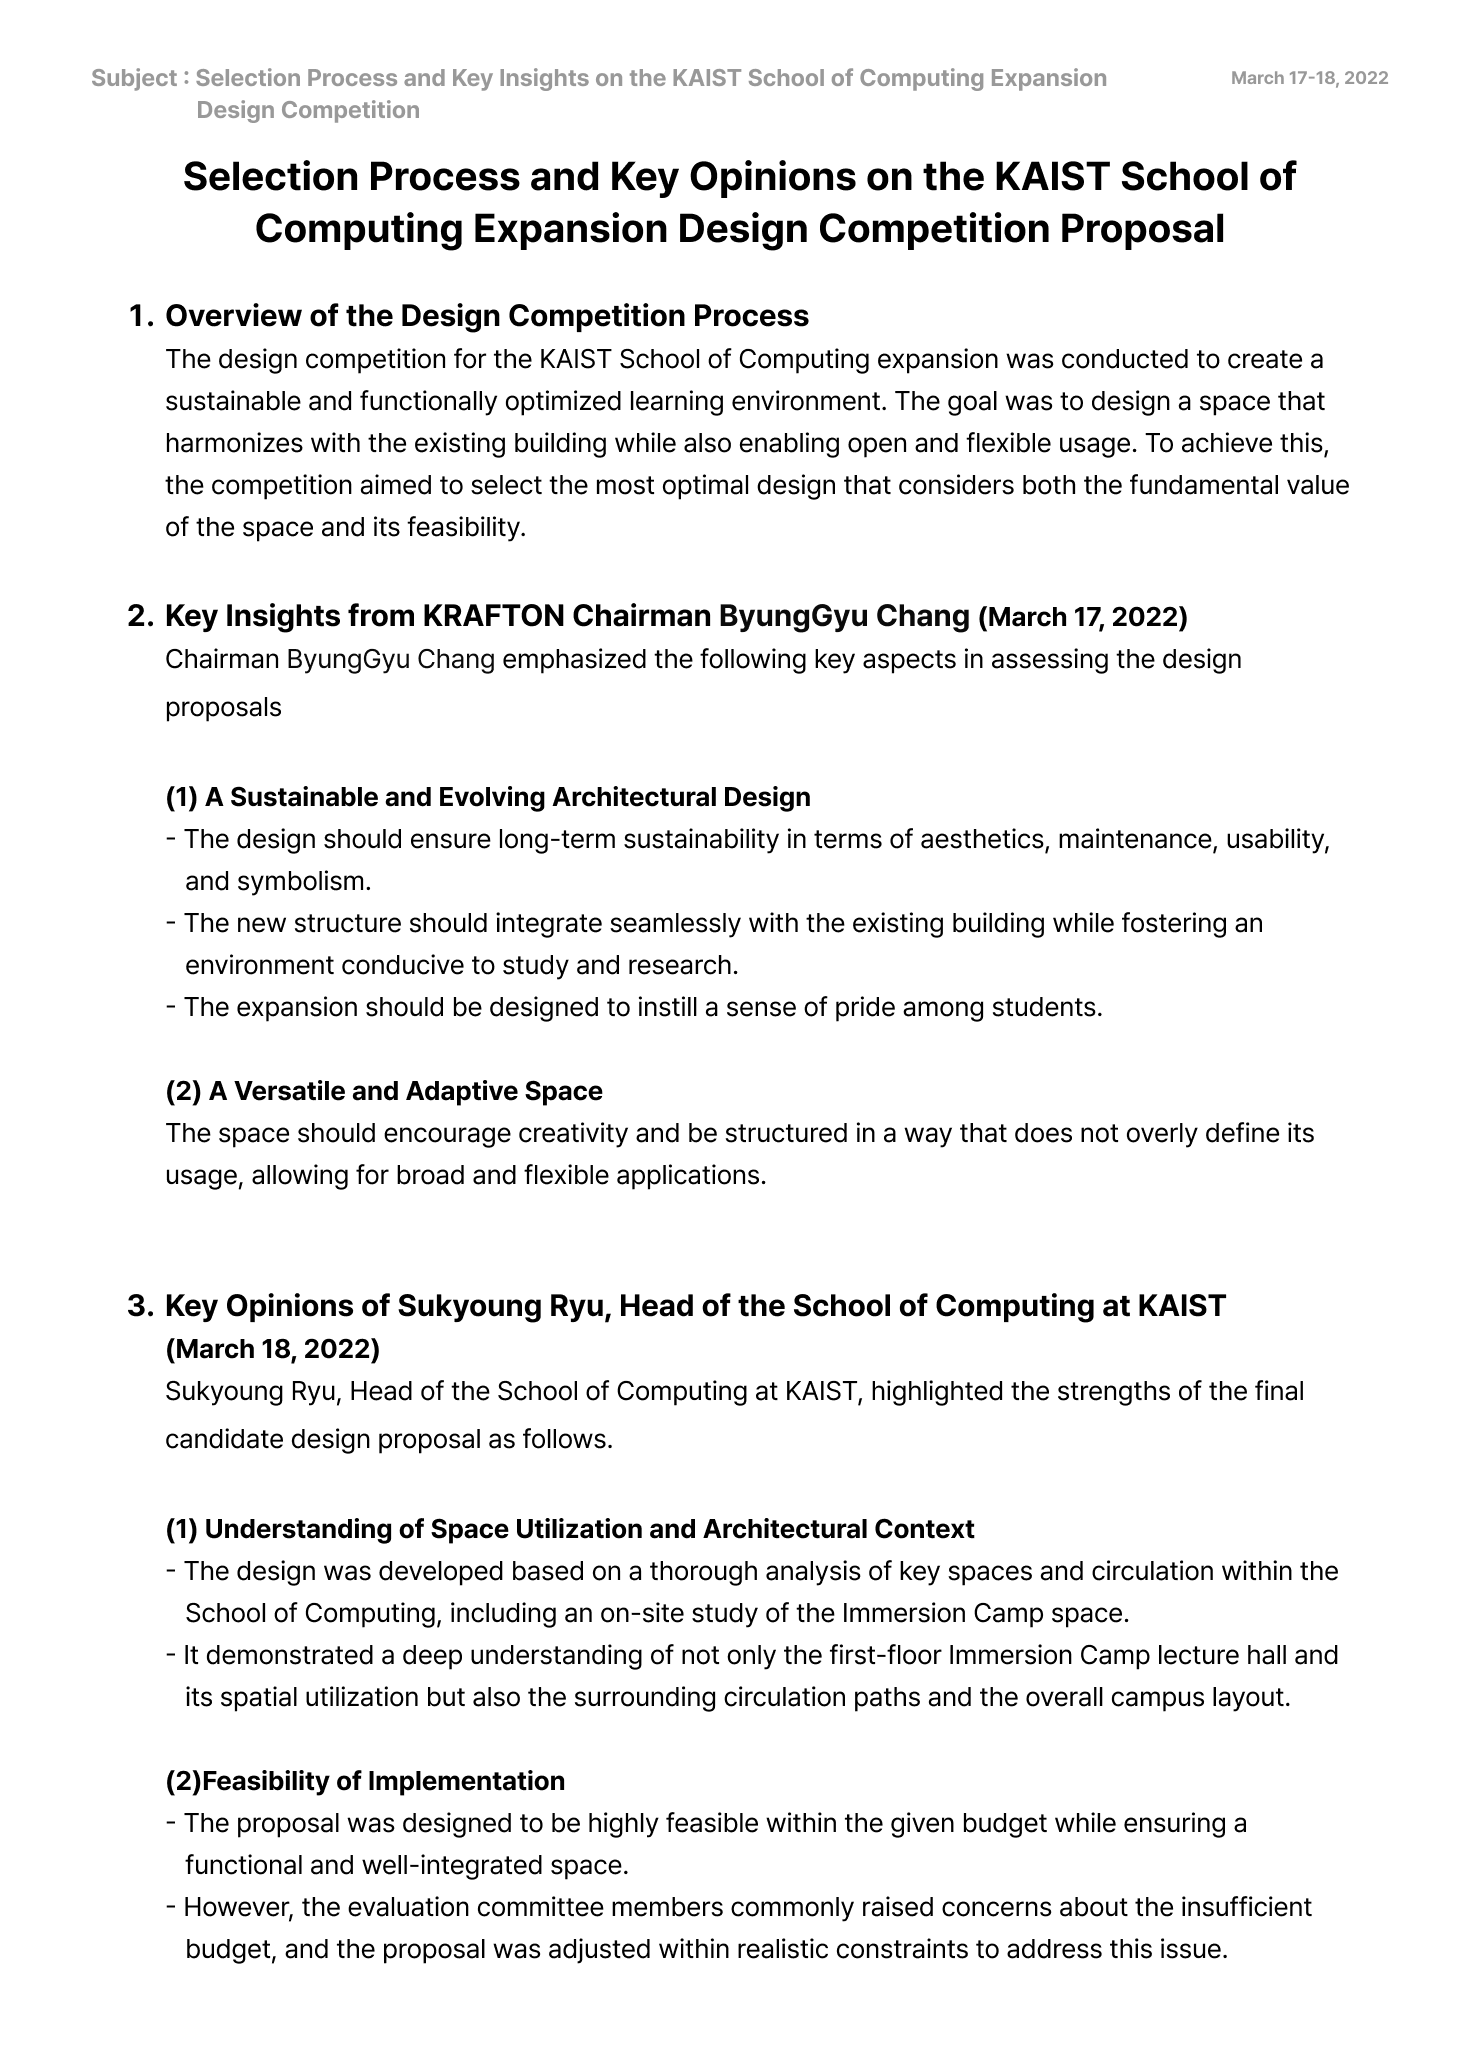 Subject : Selection Process and Key Insights on the KAIST School of Computing Expansion
Design Competition
March 17-18, 2022
Selection Process and Key Opinions on the KAIST School of
Computing Expansion Design Competition Proposal
1. Overview of the Design Competition Process
The design competition for the KAIST School of Computing expansion was conducted to create a
sustainable and functionally optimized learning environment. The goal was to design a space that
harmonizes with the existing building while also enabling open and flexible usage. To achieve this,
the competition aimed to select the most optimal design that considers both the fundamental value
of the space and its feasibility.
2. Key Insights from KRAFTON Chairman ByungGyu Chang (March 17, 2022)
Chairman ByungGyu Chang emphasized the following key aspects in assessing the design
proposals
(1) A Sustainable and Evolving Architectural Design
- The design should ensure long-term sustainability in terms of aesthetics, maintenance, usability,
and symbolism.
- The new structure should integrate seamlessly with the existing building while fostering an
environment conducive to study and research.
- The expansion should be designed to instill a sense of pride among students.
(2) A Versatile and Adaptive Space
The space should encourage creativity and be structured in a way that does not overly define its
usage, allowing for broad and flexible applications.
3. Key Opinions of Sukyoung Ryu, Head of the School of Computing at KAIST
(March 18, 2022)
Sukyoung Ryu, Head of the School of Computing at KAIST, highlighted the strengths of the final
candidate design proposal as follows.
(1) Understanding of Space Utilization and Architectural Context
- The design was developed based on a thorough analysis of key spaces and circulation within the
School of Computing, including an on-site study of the Immersion Camp space.
- It demonstrated a deep understanding of not only the first-floor Immersion Camp lecture hall and
its spatial utilization but also the surrounding circulation paths and the overall campus layout.
(2)Feasibility of Implementation
- The proposal was designed to be highly feasible within the given budget while ensuring a
functional and well-integrated space.
- However, the evaluation committee members commonly raised concerns about the insufficient
budget, and the proposal was adjusted within realistic constraints to address this issue.